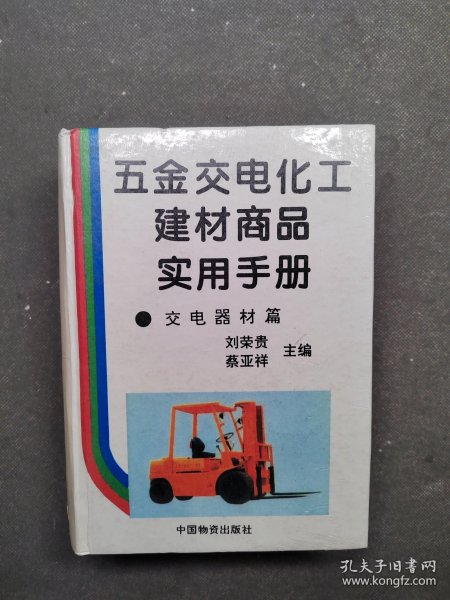 五金交电化工
建材商品
实用手册
● 交电器材篇
刘荣贵
蔡亚祥 主编
中国物资出版社
孔夫子旧书网
www.kongfz.com